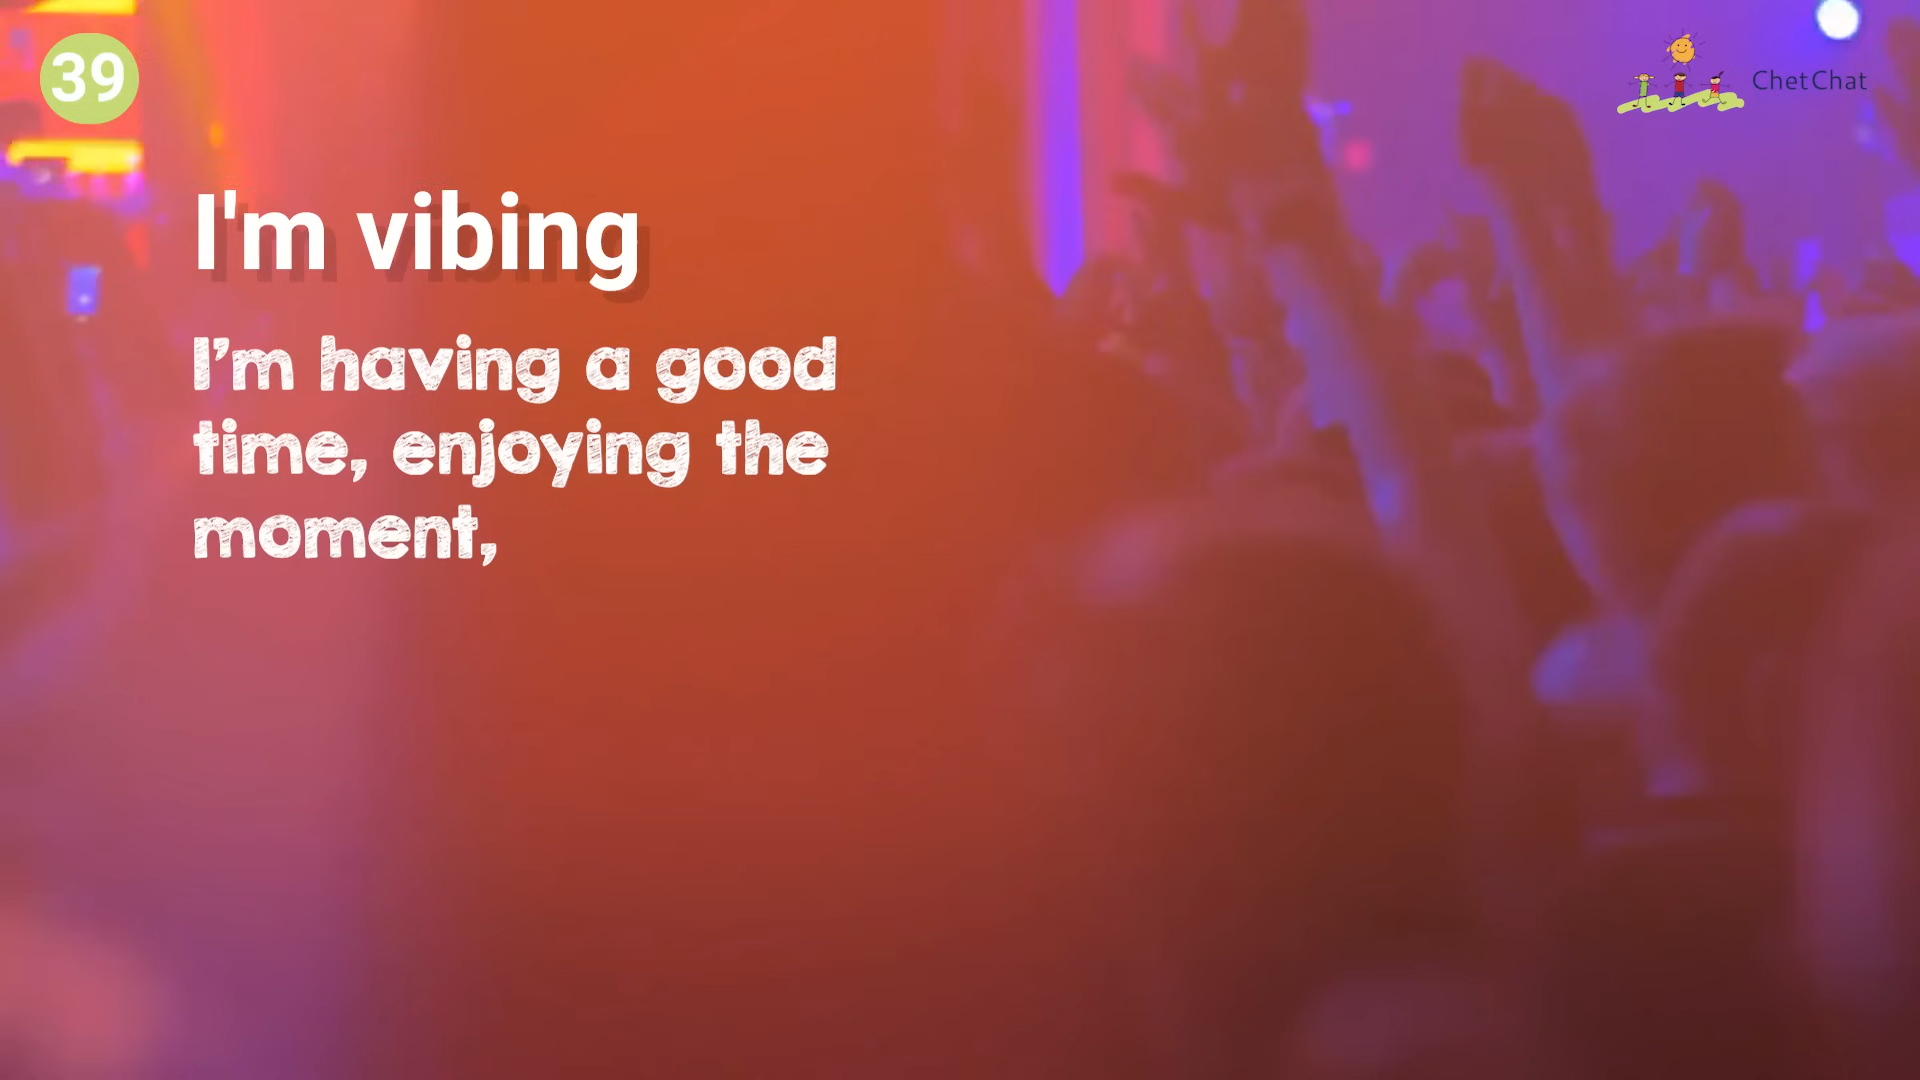 39
ChetChat
I'm vibing
I’m having a good
time, enjoying the
moment,